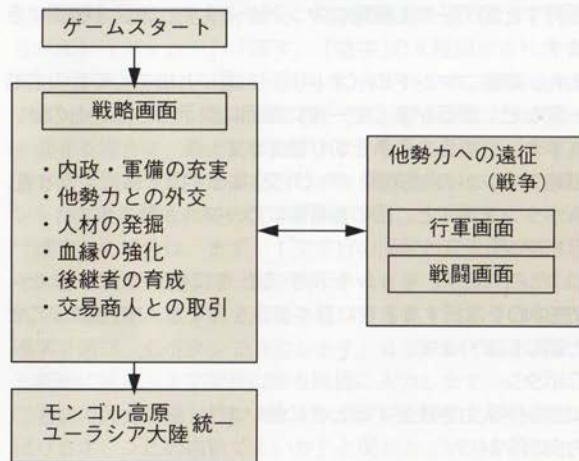 ゲームスタート
戦略画面
・内政・軍備の充実
・他勢力との外交
・人材の発掘
・血縁の強化
・後継者の育成
・交易商人との取引
他勢力への遠征
（戦争）
行軍画面
戦闘画面
モンゴル高原
ユーラシア大陸 統一